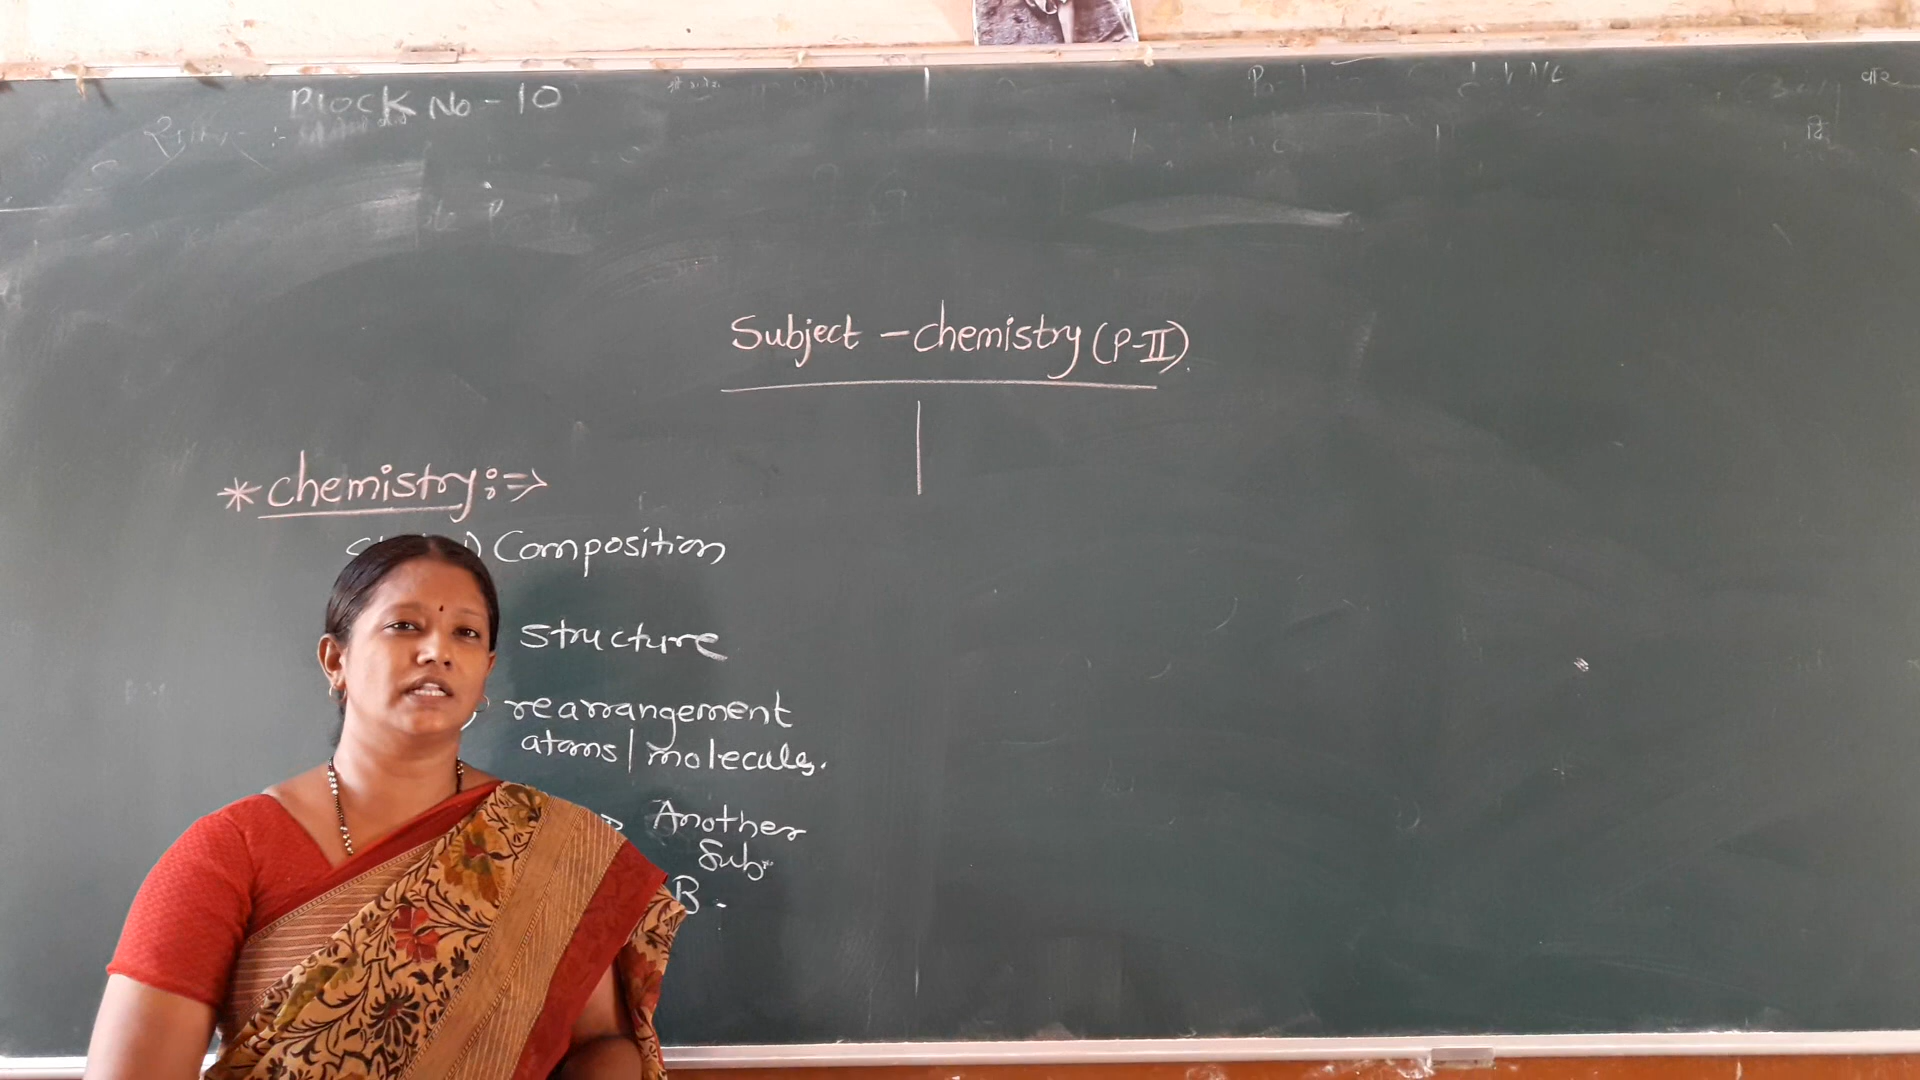 Block No - 10
वार
दि
Subject - chemistry (P-II)
* chemistry :⇒
) Composition
structure
) rearrangement
atoms/molecules.
Another
Sub.
B.